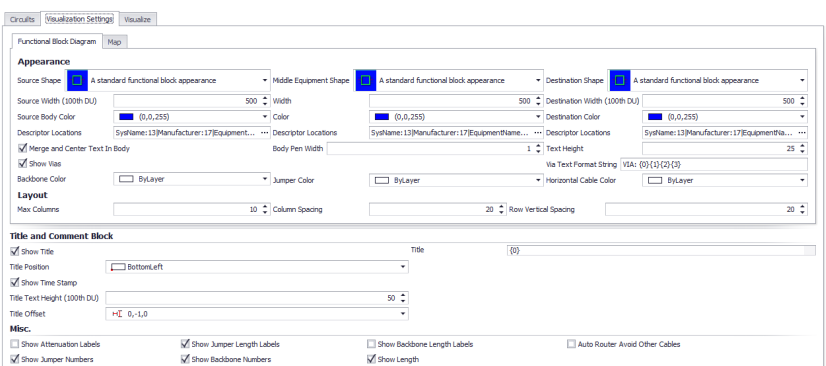 Circuits Visualization Settings Visualize
Functional Block Diagram Map
Appearance
Source Shape A standard functional block appearance Middle Equipment Shape A standard functional block appearance Destination Shape A standard functional block appearance
Source Width (100th DU) 500 Width 500 Destination Width (100th DU) 500
Source Body Color (0,0,255) Color (0,0,255) Destination Color (0,0,255)
Descriptor Locations SysName:13|Manufacturer:17|Equipment... ... Descriptor Locations SysName:13|Manufacturer:17|EquipmentName... ... Descriptor Locations SysName:13|Manufacturer:17|EquipmentNa... ...
Merge and Center Text In Body Body Pen Width 1 Text Height 25
Show Vias Via Text Format String VIA: {0}{1}{2}{3}
Backbone Color ByLayer Jumper Color ByLayer Horizontal Cable Color ByLayer
Layout
Max Columns 10 Column Spacing 20 Row Vertical Spacing 20
Title and Comment Block
Show Title Title {0}
Title Position BottomLeft
Show Time Stamp
Title Text Height (100th DU) 50
Title Offset 0,-1,0
Misc.
Show Attenuation Labels Show Jumper Length Labels Show Backbone Length Labels Auto Router Avoid Other Cables
Show Jumper Numbers Show Backbone Numbers Show Length